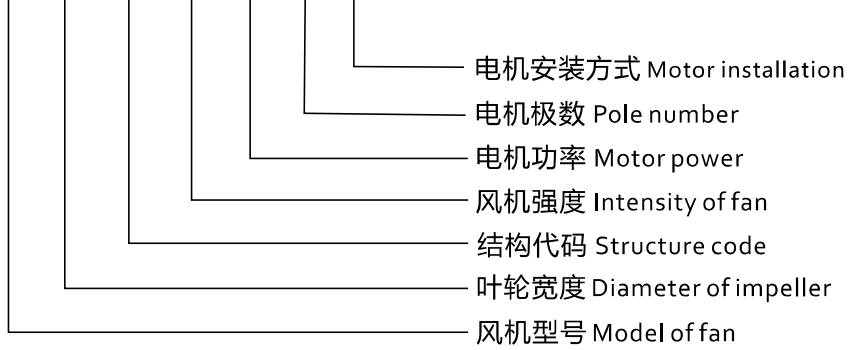 电机安装方式 Motor installation
电机极数 Pole number
电机功率 Motor power
风机强度 Intensity of fan
结构代码 Structure code
叶轮宽度 Diameter of impeller
风机型号 Model of fan